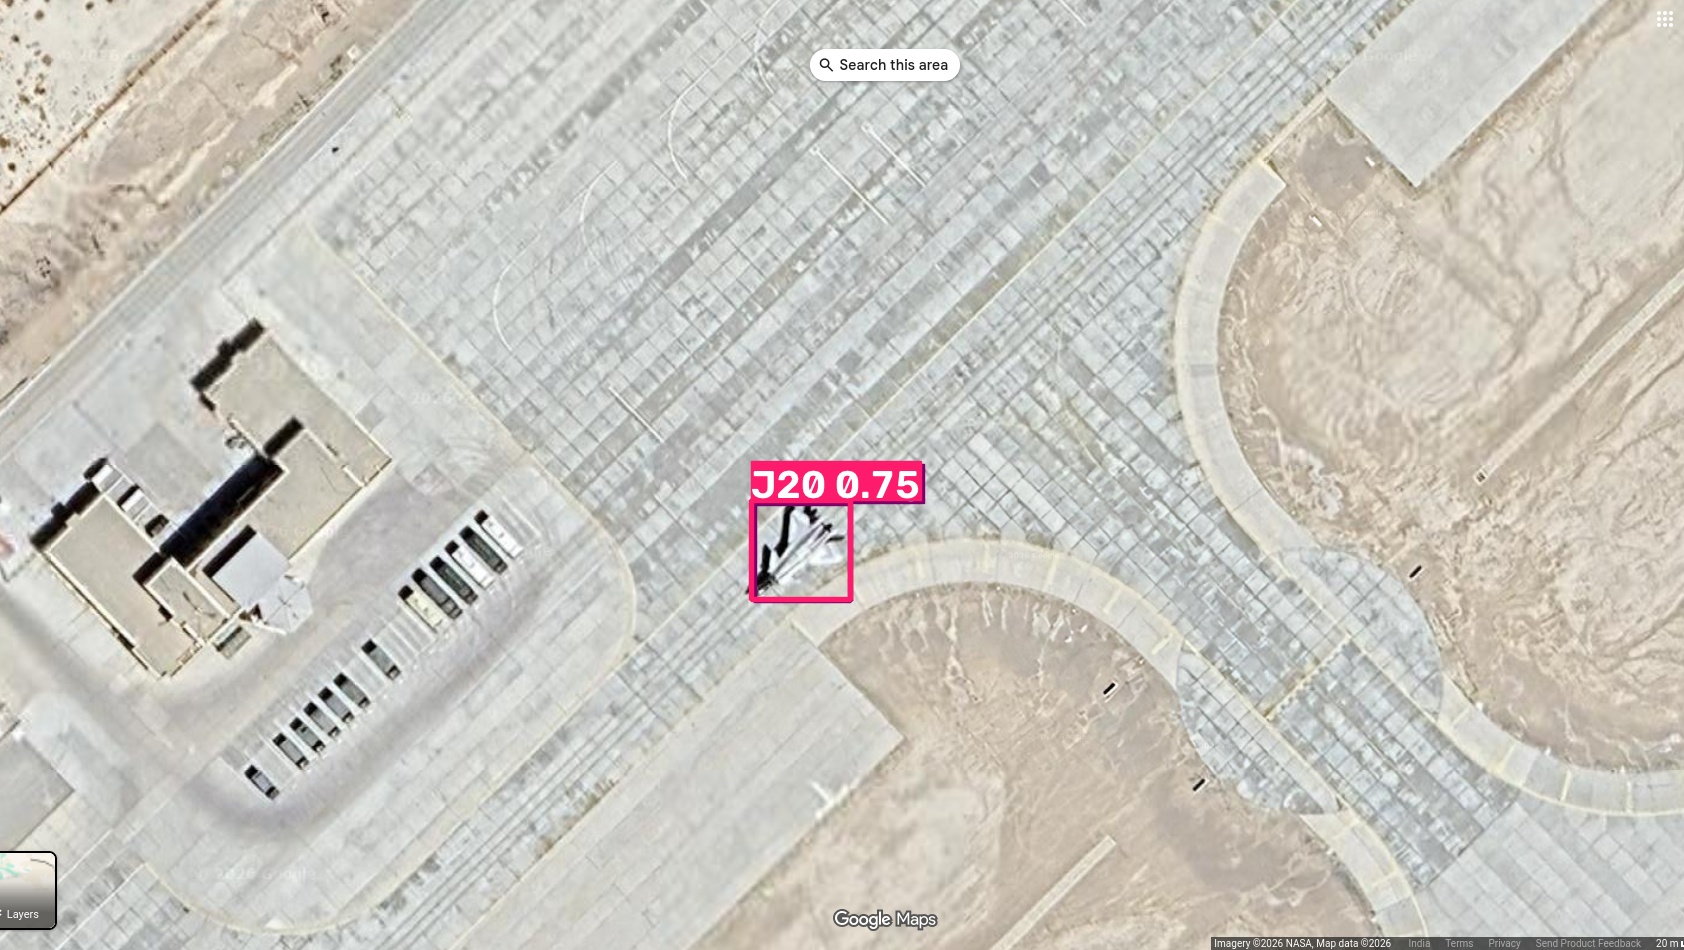 Search this area
J20 0.75
Layers
Google Maps
Imagery ©2026 NASA, Map data ©2026 India Terms Privacy Send Product Feedback 20 m